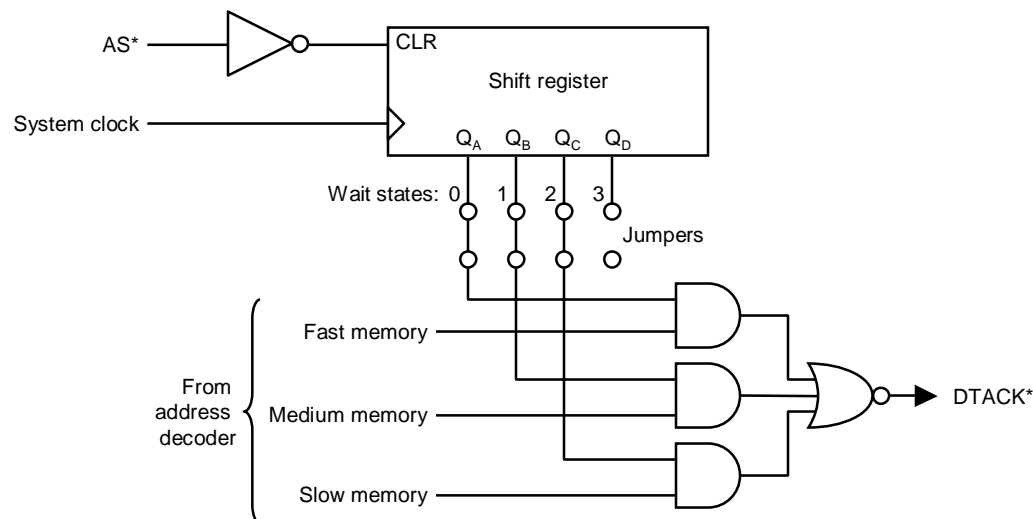 AS*
CLR
Shift register
System clock
Q_A Q_B Q_C Q_D
Wait states: 0 1 2 3
Jumpers
Fast memory
From
address
decoder
Medium memory
DTACK*
Slow memory